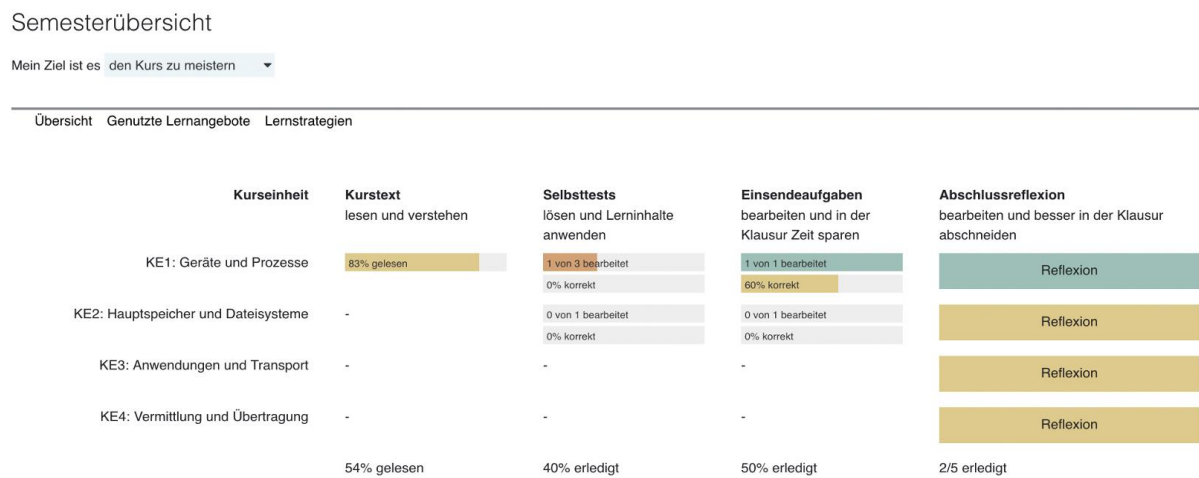 Semesterübersicht
Mein Ziel ist es den Kurs zu meistern
Übersicht Genutzte Lernangebote Lernstrategien
Kurseinheit Kurstext Selbsttests Einsendeaufgaben Abschlussreflexion
lesen und verstehen lösen und Lerninhalte bearbeiten und in der bearbeiten und besser in der Klausur
anwenden Klausur Zeit sparen abschneiden
KE1: Geräte und Prozesse 83% gelesen 1 von 3 bearbeitet 1 von 1 bearbeitet Reflexion
0% korrekt 60% korrekt
KE2: Hauptspeicher und Dateisysteme - 0 von 1 bearbeitet 0 von 1 bearbeitet Reflexion
0% korrekt 0% korrekt
KE3: Anwendungen und Transport - - - Reflexion
KE4: Vermittlung und Übertragung - - - Reflexion
54% gelesen 40% erledigt 50% erledigt 2/5 erledigt